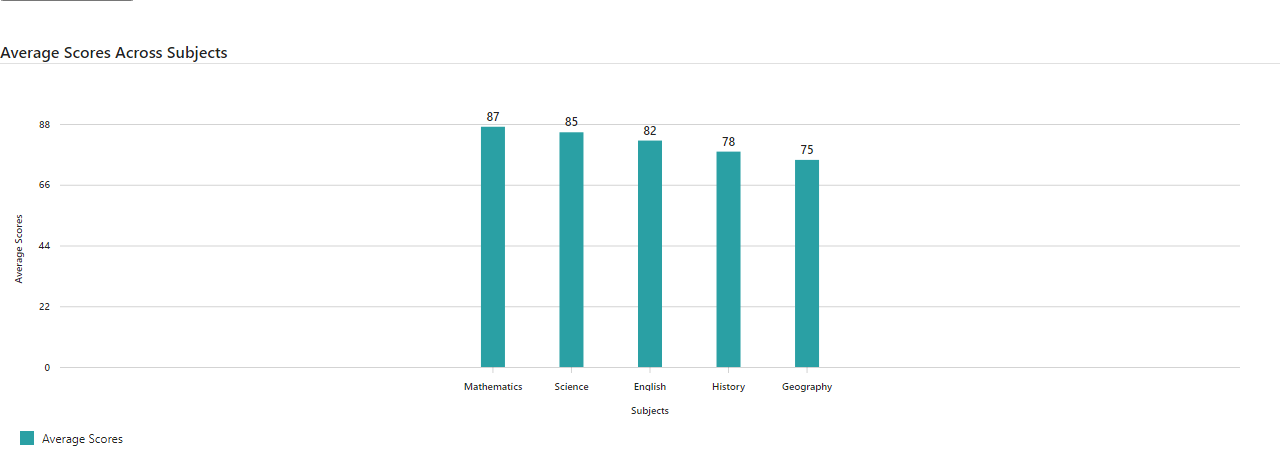 Average Scores Across Subjects
87
85
82
78
75
88
66
44
22
0
Average Scores
Mathematics Science English History Geography
Subjects
Average Scores